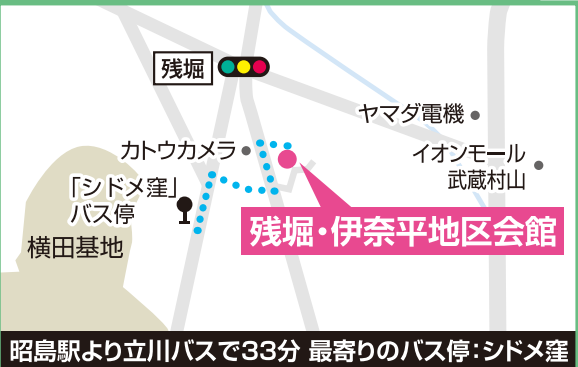 残堀
ヤマダ電機
カトウカメラ
イオンモール
武蔵村山
「シドメ窪」
バス停
残堀・伊奈平地区会館
横田基地
昭島駅より立川バスで33分 最寄りのバス停：シドメ窪